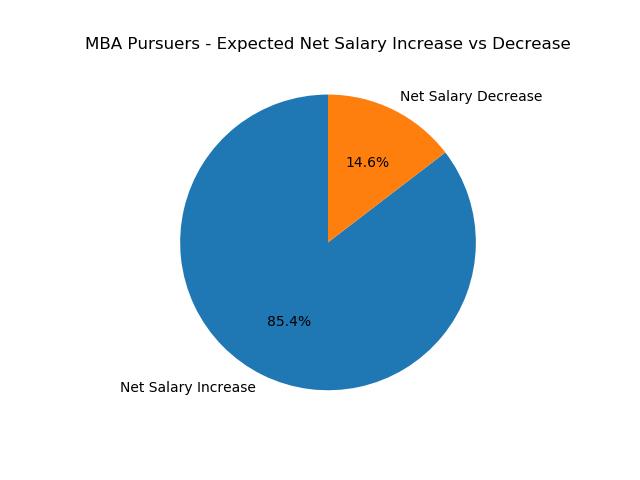 MBA Pursuers - Expected Net Salary Increase vs Decrease
Net Salary Decrease
14.6%
85.4%
Net Salary Increase